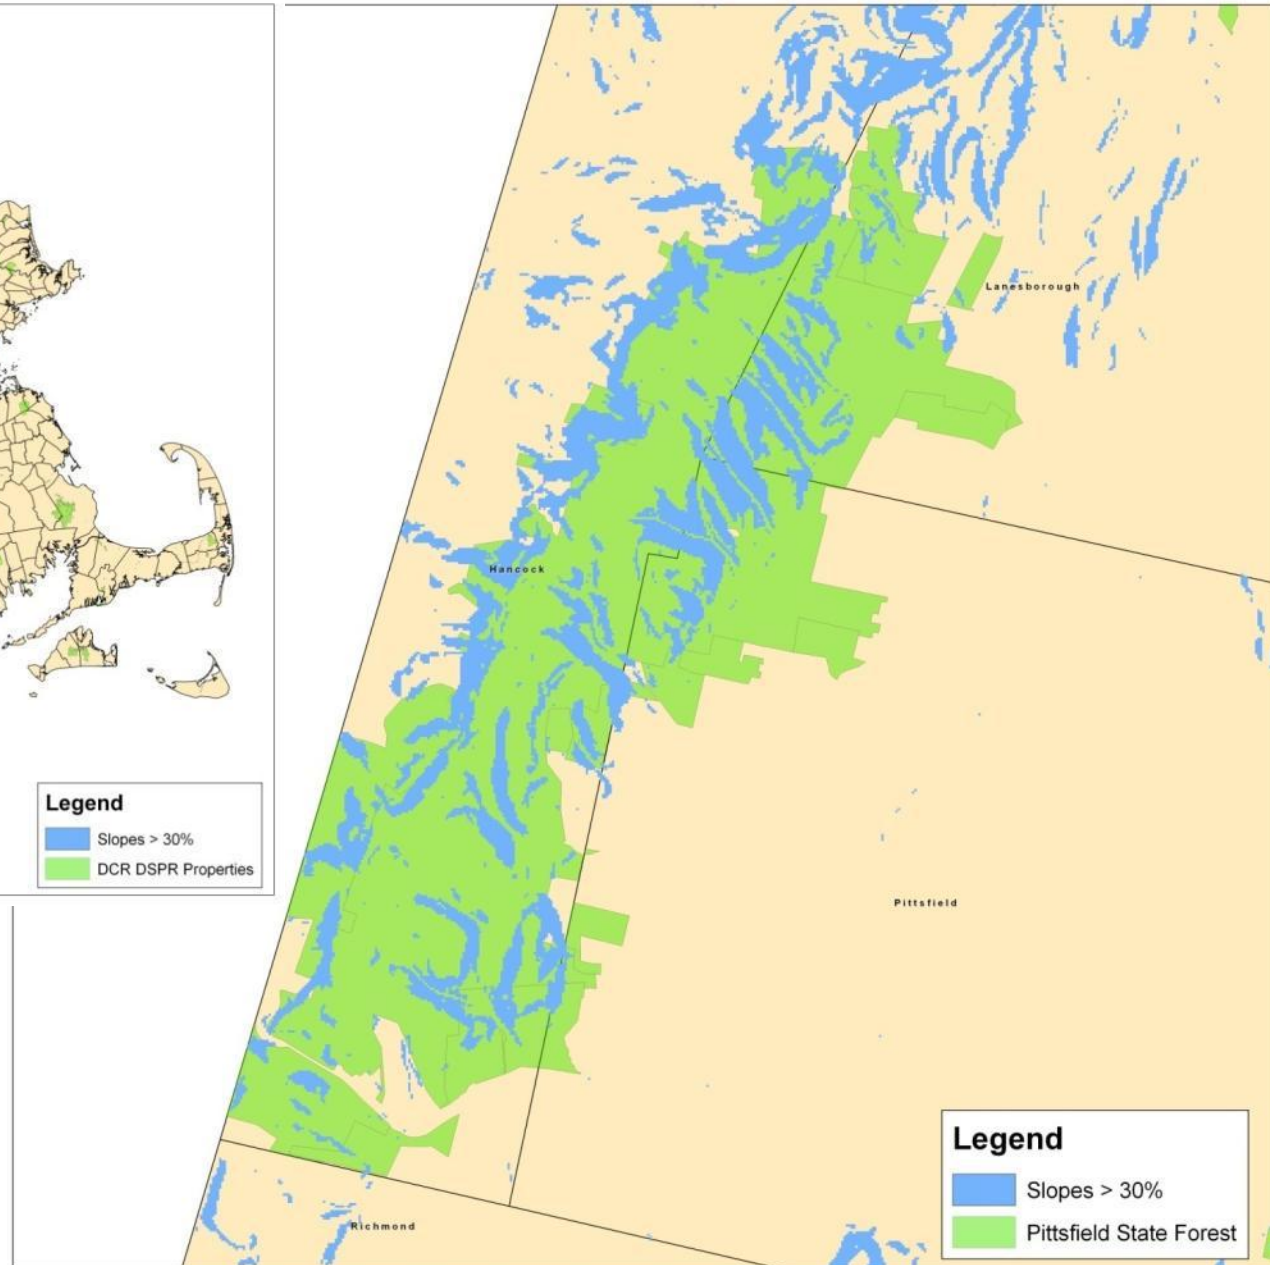 Lanesborough
Hancock
Legend
Slopes > 30%
DCR DSPR Properties
Pittsfield
Legend
Slopes > 30%
Pittsfield State Forest
Richmond